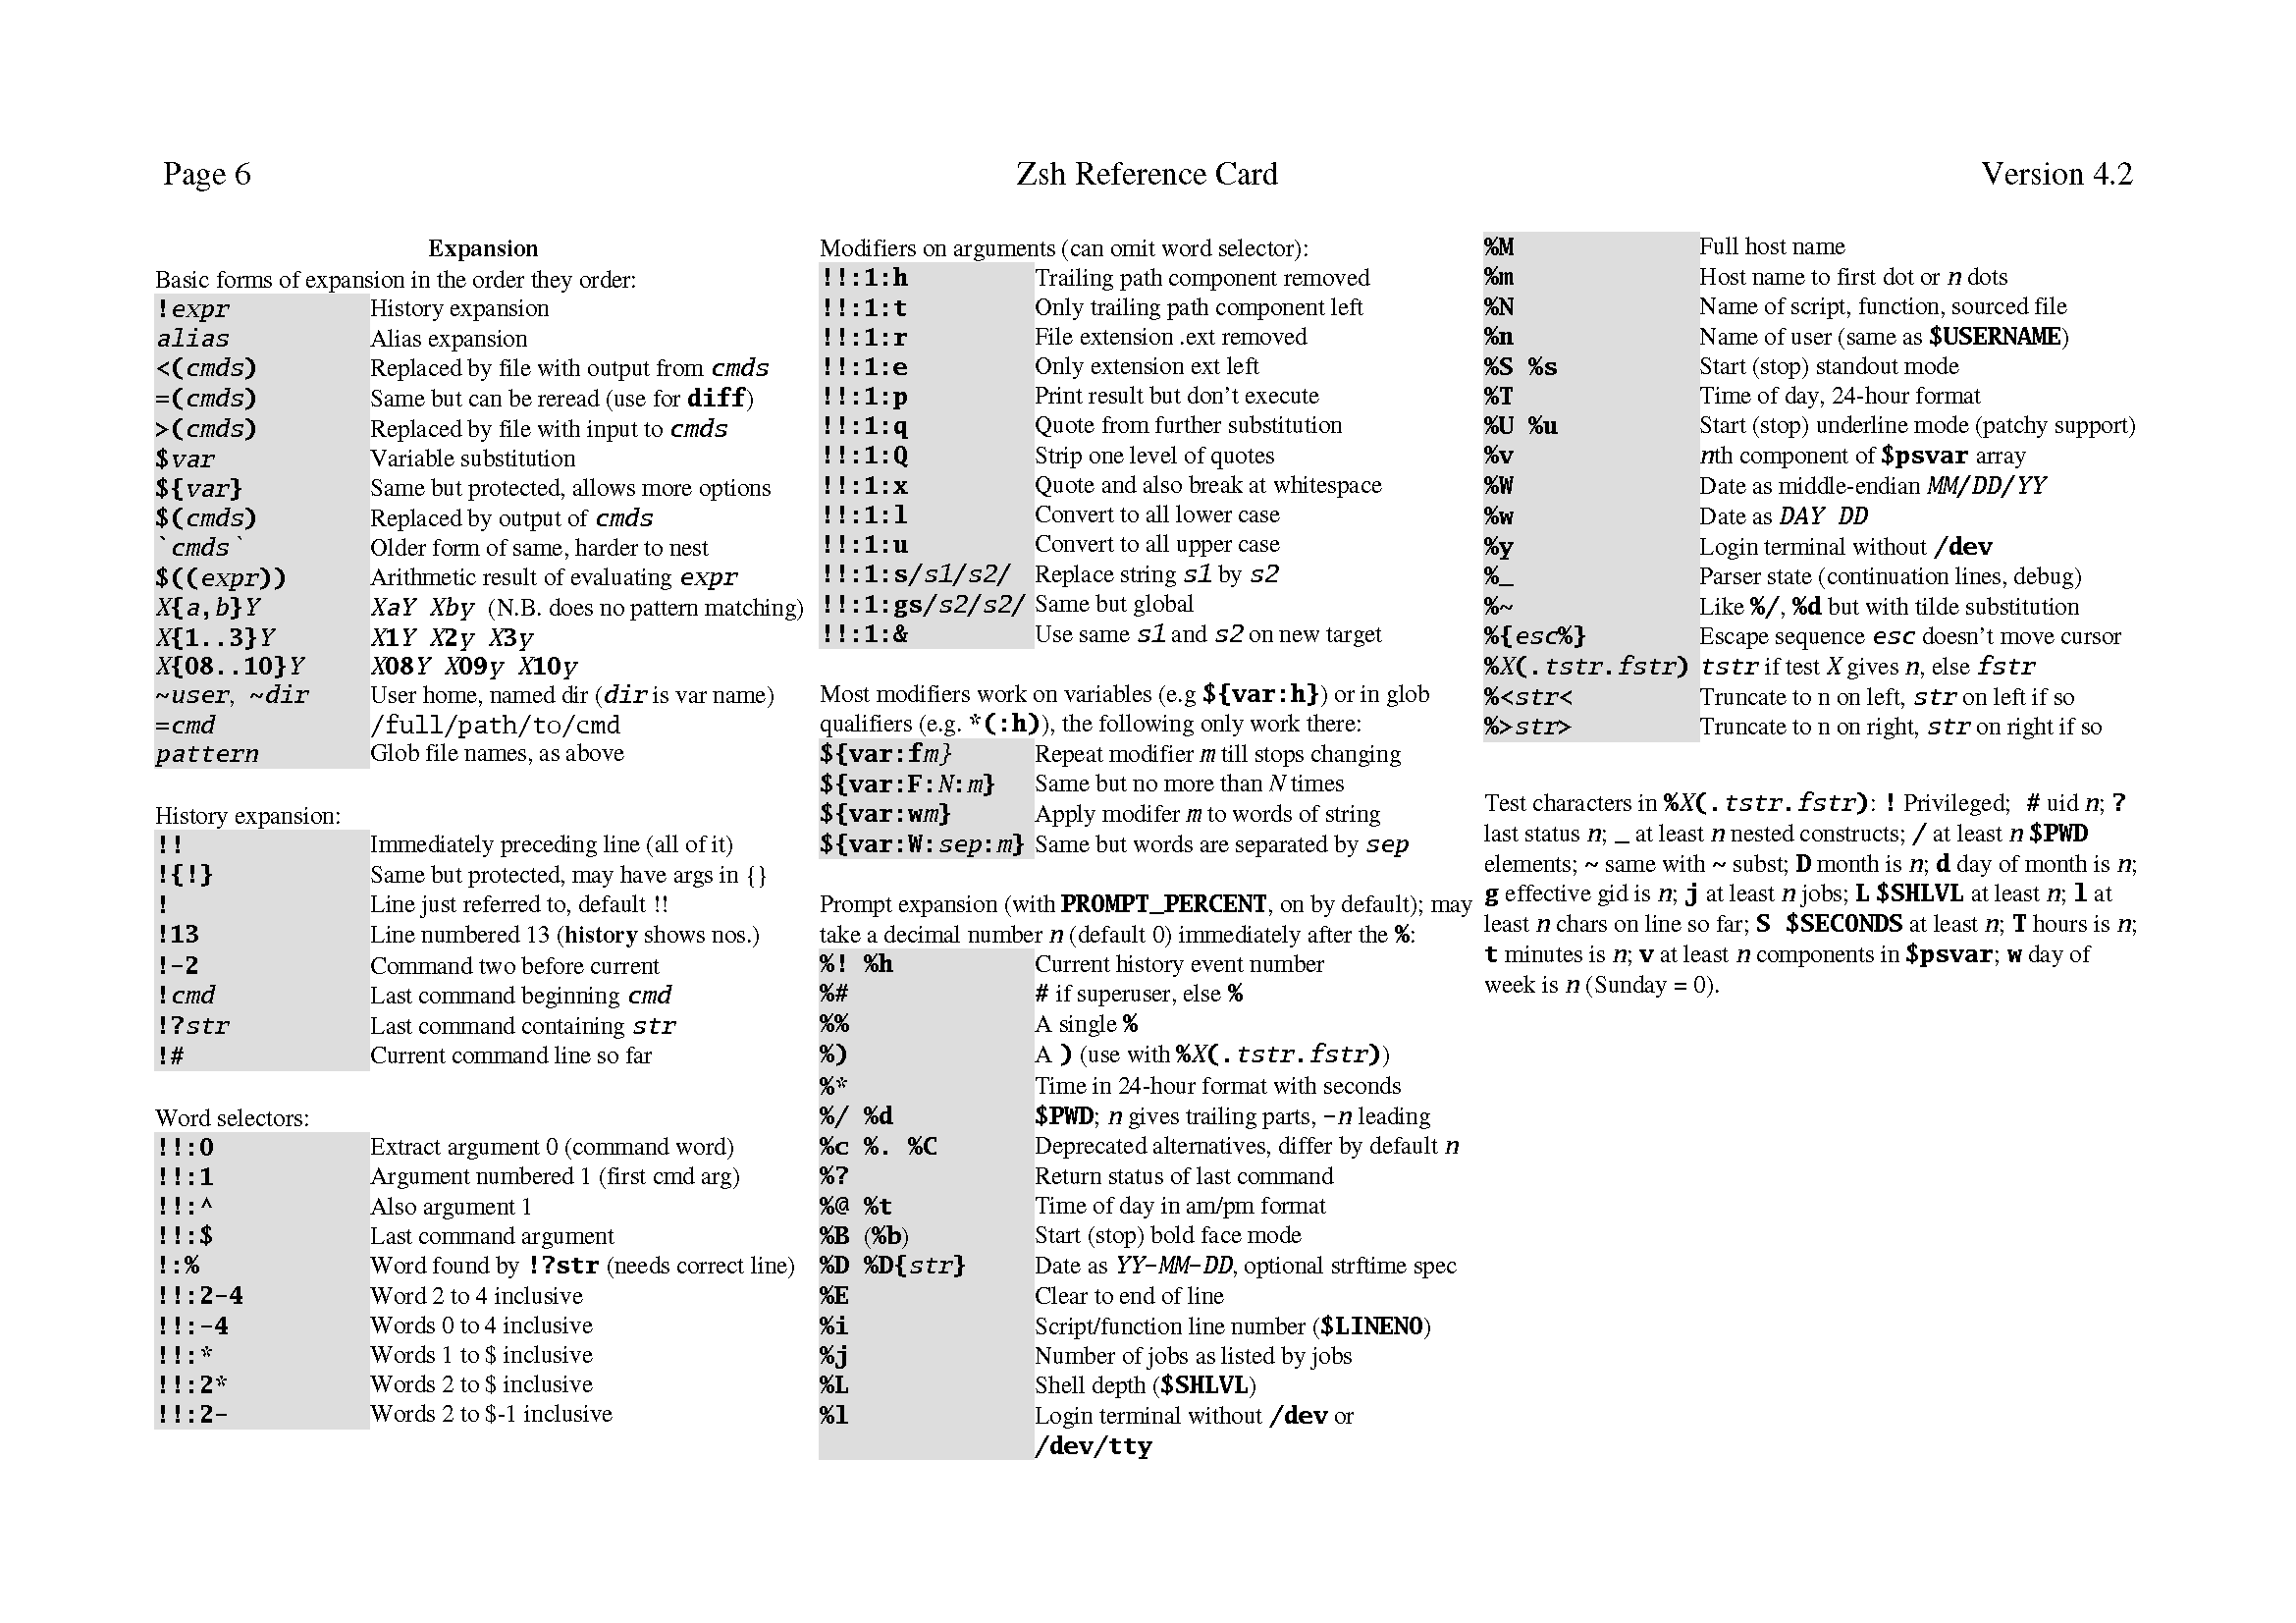 Page 6
Zsh Reference Card
Version 4.2
Expansion
Basic forms of expansion in the order they order:
!expr History expansion
alias Alias expansion
<(cmds) Replaced by file with output from cmds
=(cmds) Same but can be reread (use for diff)
>(cmds) Replaced by file with input to cmds
$var Variable substitution
${var} Same but protected, allows more options
$(cmds) Replaced by output of cmds
`cmds` Older form of same, harder to nest
$((expr)) Arithmetic result of evaluating expr
X{a,b}Y XaY Xby (N.B. does no pattern matching)
X{1..3}Y X1Y X2y X3y
X{08..10}Y X08Y X09y X10y
~user, ~dir User home, named dir (dir is var name)
=cmd /full/path/to/cmd
pattern Glob file names, as above
History expansion:
!! Immediately preceding line (all of it)
!{!} Same but protected, may have args in {}
! Line just referred to, default !!
!13 Line numbered 13 (history shows nos.)
!-2 Command two before current
!cmd Last command beginning cmd
!?str Last command containing str
!# Current command line so far
Word selectors:
!!:0 Extract argument 0 (command word)
!!:1 Argument numbered 1 (first cmd arg)
!!:^ Also argument 1
!!:$ Last command argument
!:% Word found by !?str (needs correct line)
!!:2-4 Word 2 to 4 inclusive
!!:-4 Words 0 to 4 inclusive
!!:* Words 1 to $ inclusive
!!:2* Words 2 to $ inclusive
!!:2- Words 2 to $-1 inclusive
Modifiers on arguments (can omit word selector):
!!:1:h Trailing path component removed
!!:1:t Only trailing path component left
!!:1:r File extension .ext removed
!!:1:e Only extension ext left
!!:1:p Print result but don't execute
!!:1:q Quote from further substitution
!!:1:Q Strip one level of quotes
!!:1:x Quote and also break at whitespace
!!:1:l Convert to all lower case
!!:1:u Convert to all upper case
!!:1:s/s1/s2/ Replace string s1 by s2
!!:1:gs/s2/s2/ Same but global
!!:1:& Use same s1 and s2 on new target
Most modifiers work on variables (e.g ${var:h}) or in glob
qualifiers (e.g. *(:h)), the following only work there:
${var:fm} Repeat modifier m till stops changing
${var:F:N:m} Same but no more than N times
${var:wm} Apply modifer m to words of string
${var:W:sep:m} Same but words are separated by sep
Prompt expansion (with PROMPT_PERCENT, on by default); may
take a decimal number n (default 0) immediately after the %:
%! %h Current history event number
%# # if superuser, else %
%% A single %
%) A ) (use with %X(.tstr.fstr))
%* Time in 24-hour format with seconds
%/ %d $PWD; n gives trailing parts, -n leading
%c %. %C Deprecated alternatives, differ by default n
%? Return status of last command
%@ %t Time of day in am/pm format
%B (%b) Start (stop) bold face mode
%D %D{str} Date as YY-MM-DD, optional strftime spec
%E Clear to end of line
%i Script/function line number ($LINENO)
%j Number of jobs as listed by jobs
%L Shell depth ($SHLVL)
%l Login terminal without /dev or
/dev/tty
%M Full host name
%m Host name to first dot or n dots
%N Name of script, function, sourced file
%n Name of user (same as $USERNAME)
%S %s Start (stop) standout mode
%T Time of day, 24-hour format
%U %u Start (stop) underline mode (patchy support)
%v nth component of $psvar array
%W Date as middle-endian MM/DD/YY
%w Date as DAY DD
%y Login terminal without /dev
%_ Parser state (continuation lines, debug)
%~ Like %/, %d but with tilde substitution
%{esc%} Escape sequence esc doesn't move cursor
%X(.tstr.fstr) tstr if test X gives n, else fstr
%<str< Truncate to n on left, str on left if so
%>str> Truncate to n on right, str on right if so
Test characters in %X(.tstr.fstr): ! Privileged; # uid n; ?
last status n; _ at least n nested constructs; / at least n $PWD
elements; ~ same with ~ subst; D month is n; d day of month is n;
g effective gid is n; j at least n jobs; L $SHLVL at least n; l at
least n chars on line so far; S $SECONDS at least n; T hours is n;
t minutes is n; v at least n components in $psvar; w day of
week is n (Sunday = 0).